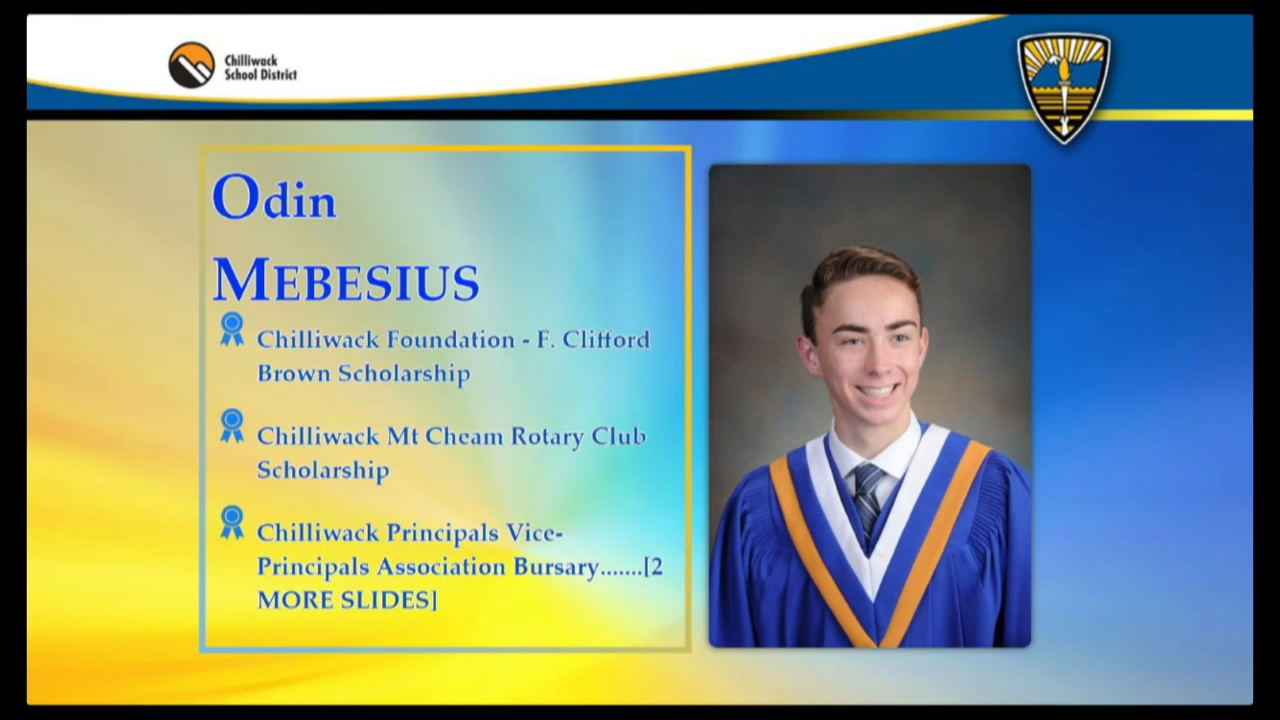 Chilliwack
School District
Odin
MEBESIUS
Chilliwack Foundation - F. Clifford
Brown Scholarship
Chilliwack Mt Cheam Rotary Club
Scholarship
Chilliwack Principals Vice-
Principals Association Bursary.......[2
MORE SLIDES]